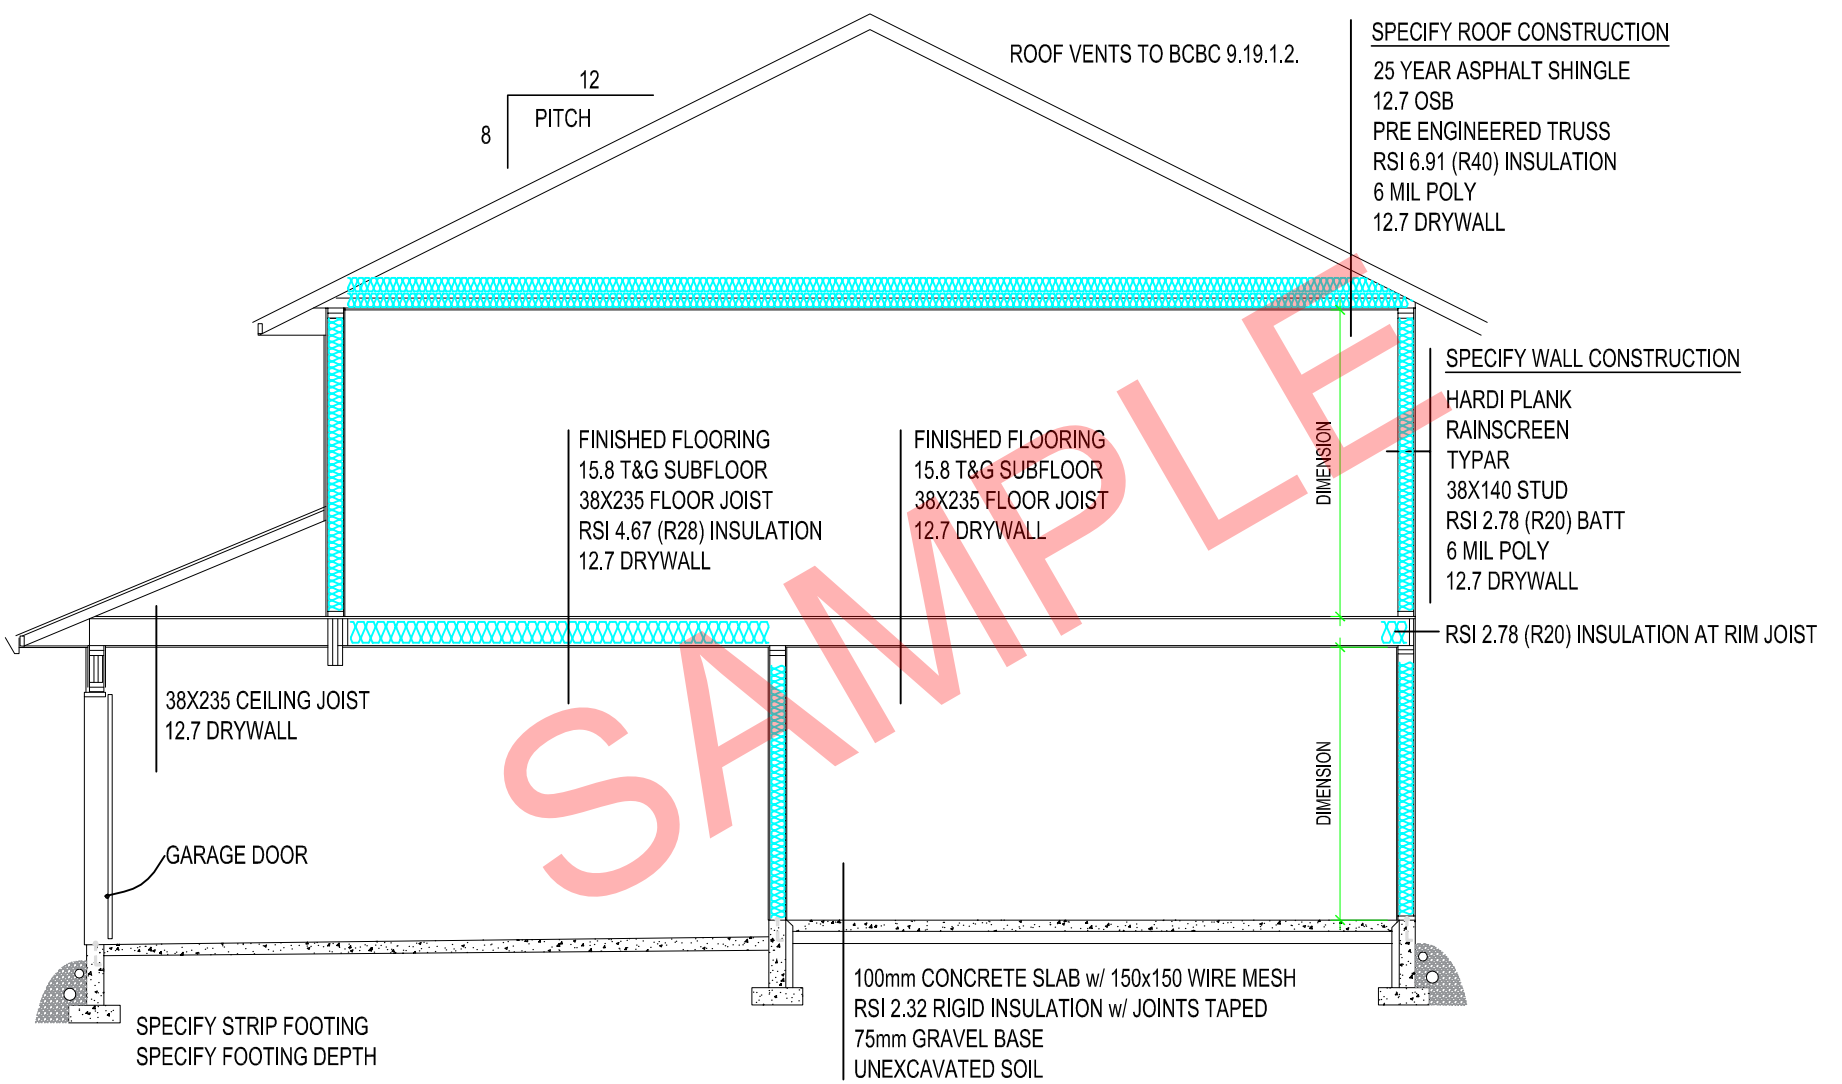 ROOF VENTS TO BCBC 9.19.1.2.
SPECIFY ROOF CONSTRUCTION
25 YEAR ASPHALT SHINGLE
12.7 OSB
PRE ENGINEERED TRUSS
RSI 6.91 (R40) INSULATION
6 MIL POLY
12.7 DRYWALL
12
PITCH
8
SPECIFY WALL CONSTRUCTION
HARDI PLANK
RAINSCREEN
TYPAR
38X140 STUD
RSI 2.78 (R20) BATT
6 MIL POLY
12.7 DRYWALL
FINISHED FLOORING
15.8 T&G SUBFLOOR
38X235 FLOOR JOIST
RSI 4.67 (R28) INSULATION
12.7 DRYWALL
FINISHED FLOORING
15.8 T&G SUBFLOOR
38X235 FLOOR JOIST
12.7 DRYWALL
DIMENSION
RSI 2.78 (R20) INSULATION AT RIM JOIST
SAMPLE
38X235 CEILING JOIST
12.7 DRYWALL
DIMENSION
GARAGE DOOR
100mm CONCRETE SLAB w/ 150x150 WIRE MESH
RSI 2.32 RIGID INSULATION w/ JOINTS TAPED
75mm GRAVEL BASE
UNEXCAVATED SOIL
SPECIFY STRIP FOOTING
SPECIFY FOOTING DEPTH